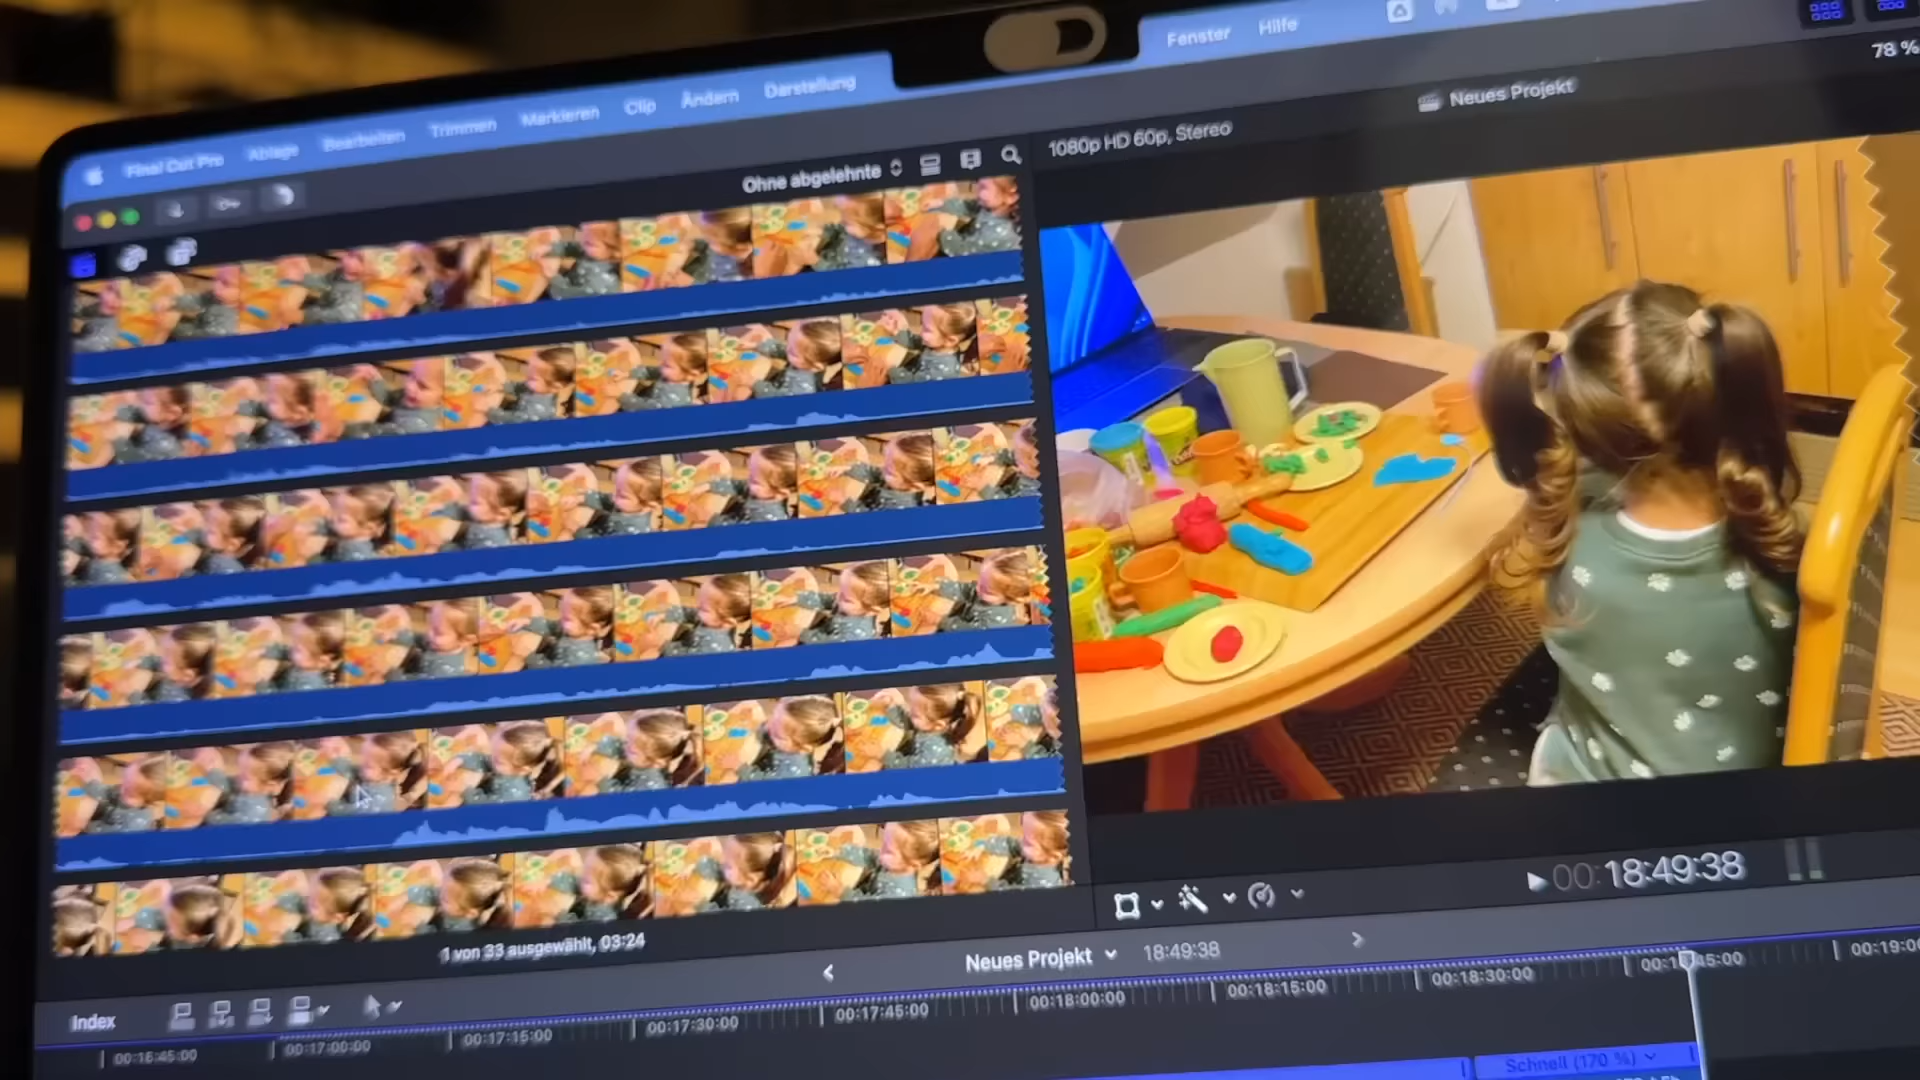 Final Cut Pro Ablage Bearbeiten Trimmen Markieren Clip Ändern Darstellung Fenster Hilfe
78 %
Ohne abgelehnte
1080p HD 60p, Stereo
Neues Projekt
00:18:49:38
1 von 33 ausgewählt, 03:24
Neues Projekt 18:49:38
Index
00:16:45:00 00:17:00:00 00:17:15:00 00:17:30:00 00:17:45:00 00:18:00:00 00:18:15:00 00:18:30:00
Schnell (170 %)